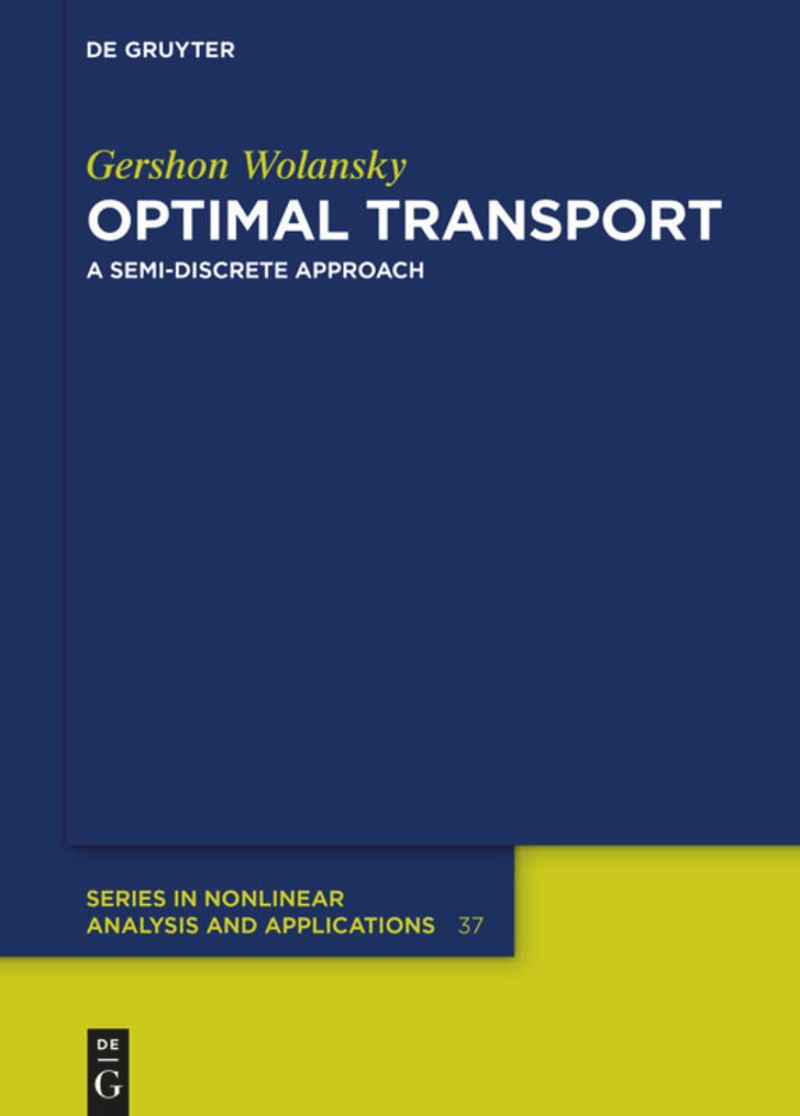 DE GRUYTER
Gershon Wolansky
OPTIMAL TRANSPORT
A SEMI-DISCRETE APPROACH
SERIES IN NONLINEAR
ANALYSIS AND APPLICATIONS 37
DE
G